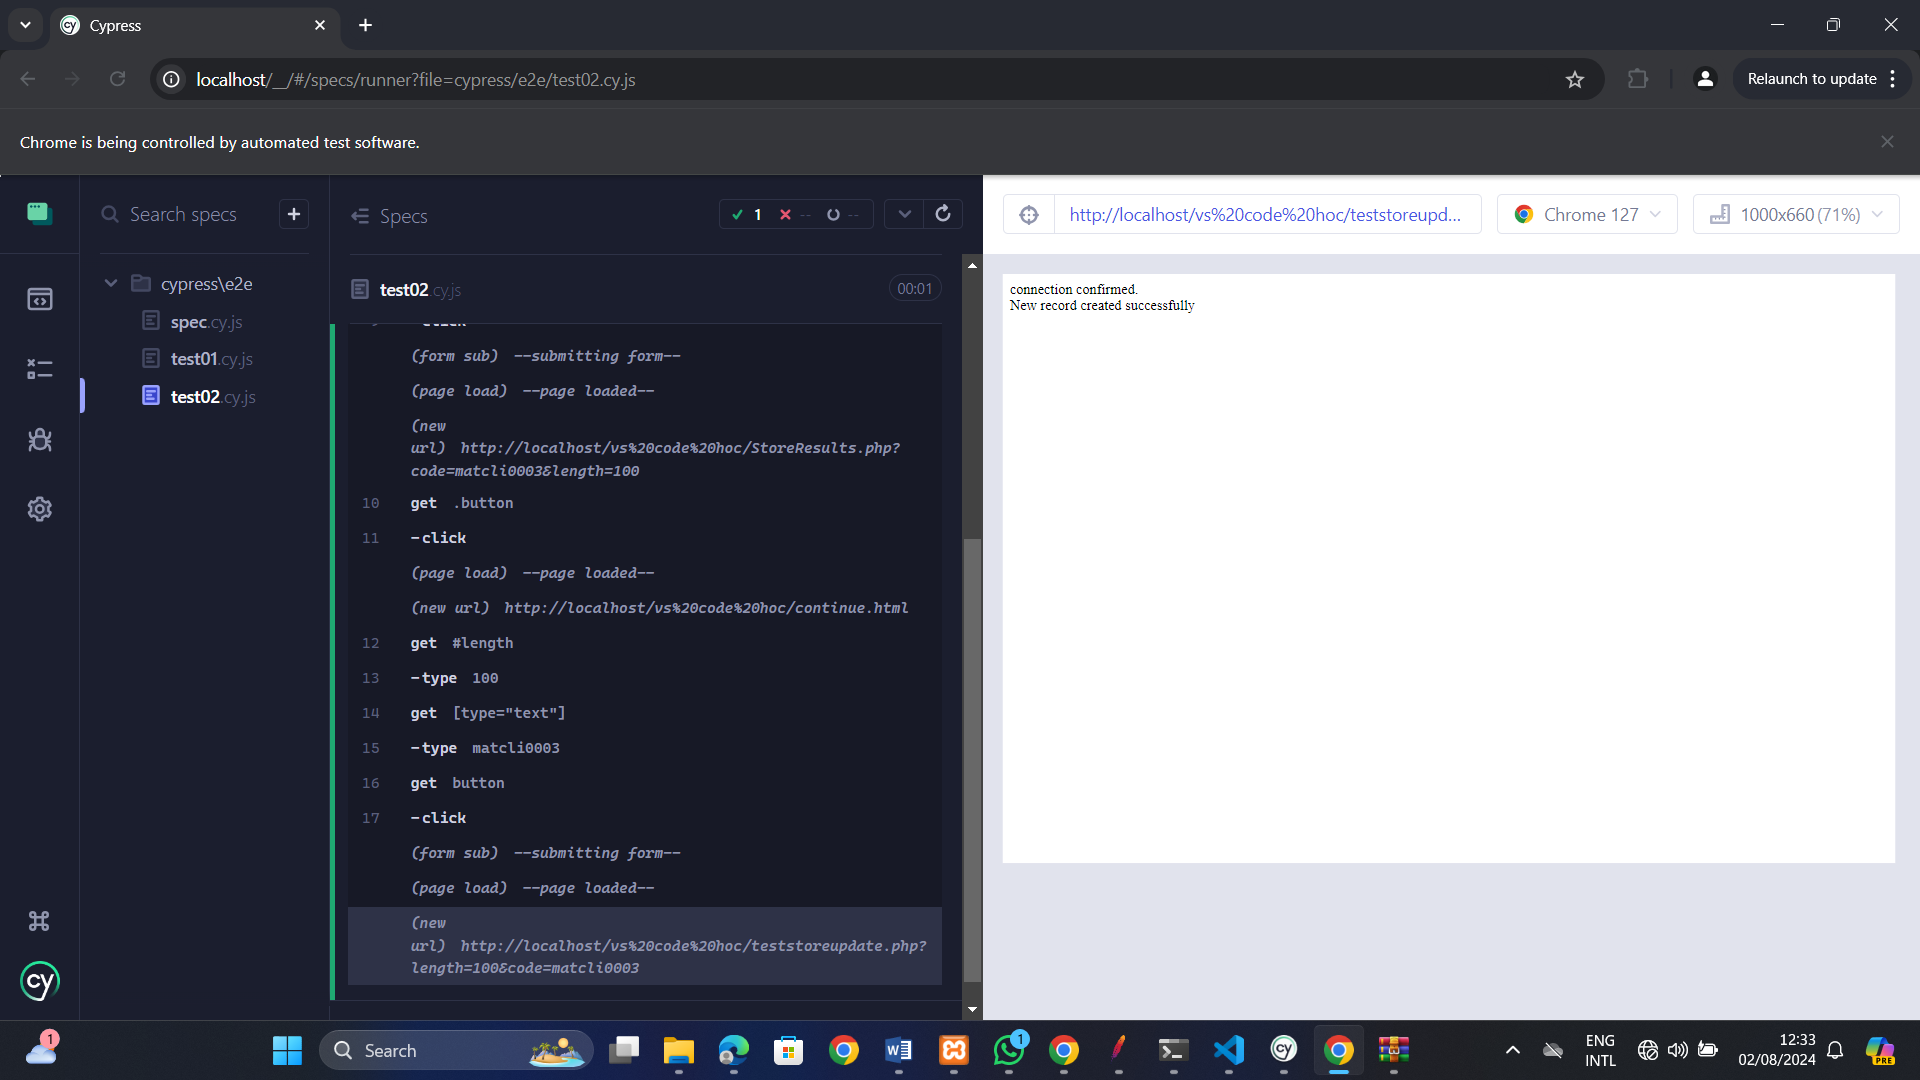 Cypress
localhost/__/#/specs/runner?file=cypress/e2e/test02.cy.js
Relaunch to update
Chrome is being controlled by automated test software.
Search specs
Specs
1 -- --
http://localhost/vs%20code%20hoc/teststoreupd...
Chrome 127
1000x660 (71%)
cypress\e2e
spec.cy.js
test01.cy.js
test02.cy.js
test02.cy.js
00:01
-click
(form sub) --submitting form--
(page load) --page loaded--
(new
url) http://localhost/vs%20code%20hoc/StoreResults.php?
code=matcli0003&length=100
10 get .button
11 -click
(page load) --page loaded--
(new url) http://localhost/vs%20code%20hoc/continue.html
12 get #length
13 -type 100
14 get [type="text"]
15 -type matcli0003
16 get button
17 -click
(form sub) --submitting form--
(page load) --page loaded--
(new
url) http://localhost/vs%20code%20hoc/teststoreupdate.php?
length=100&code=matcli0003
connection confirmed.
New record created successfully
cy
1
Search
1
ENG
INTL
12:33
02/08/2024
PRE